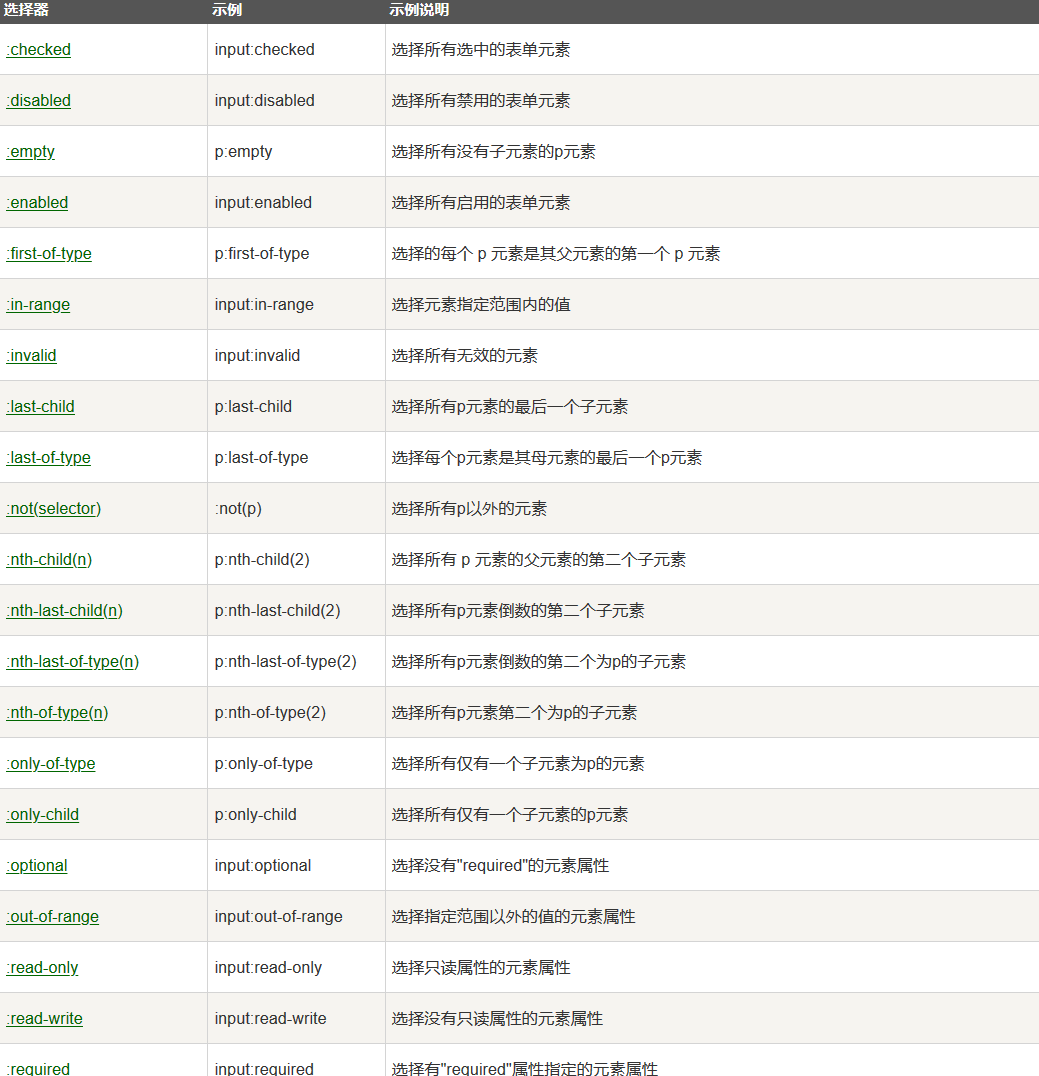 选择器 示例 示例说明
:checked input:checked 选择所有选中的表单元素
:disabled input:disabled 选择所有禁用的表单元素
:empty p:empty 选择所有没有子元素的p元素
:enabled input:enabled 选择所有启用的表单元素
:first-of-type p:first-of-type 选择的每个 p 元素是其父元素的第一个 p 元素
:in-range input:in-range 选择元素指定范围内的值
:invalid input:invalid 选择所有无效的元素
:last-child p:last-child 选择所有p元素的最后一个子元素
:last-of-type p:last-of-type 选择每个p元素是其母元素的最后一个p元素
:not(selector) :not(p) 选择所有p以外的元素
:nth-child(n) p:nth-child(2) 选择所有 p 元素的父元素的第二个子元素
:nth-last-child(n) p:nth-last-child(2) 选择所有p元素倒数的第二个子元素
:nth-last-of-type(n) p:nth-last-of-type(2) 选择所有p元素倒数的第二个为p的子元素
:nth-of-type(n) p:nth-of-type(2) 选择所有p元素第二个为p的子元素
:only-of-type p:only-of-type 选择所有仅有一个子元素为p的元素
:only-child p:only-child 选择所有仅有一个子元素的p元素
:optional input:optional 选择没有"required"的元素属性
:out-of-range input:out-of-range 选择指定范围以外的值的元素属性
:read-only input:read-only 选择只读属性的元素属性
:read-write input:read-write 选择没有只读属性的元素属性
:required input:required 选择有"required"属性指定的元素属性